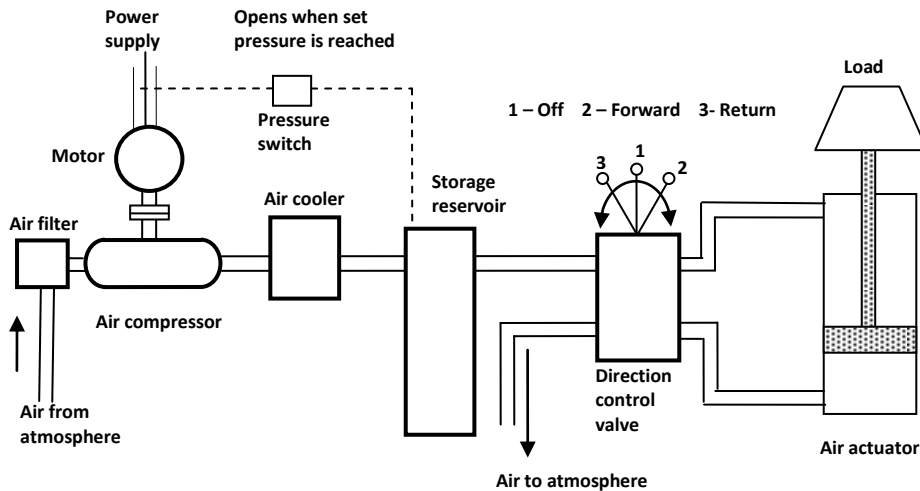 Power
supply
Opens when set
pressure is reached
Load
1 – Off 2 – Forward 3- Return
Pressure
switch
Motor
1
3
2
Storage
reservoir
Air cooler
Air filter
Air compressor
Direction
control
valve
Air from
atmosphere
Air actuator
Air to atmosphere